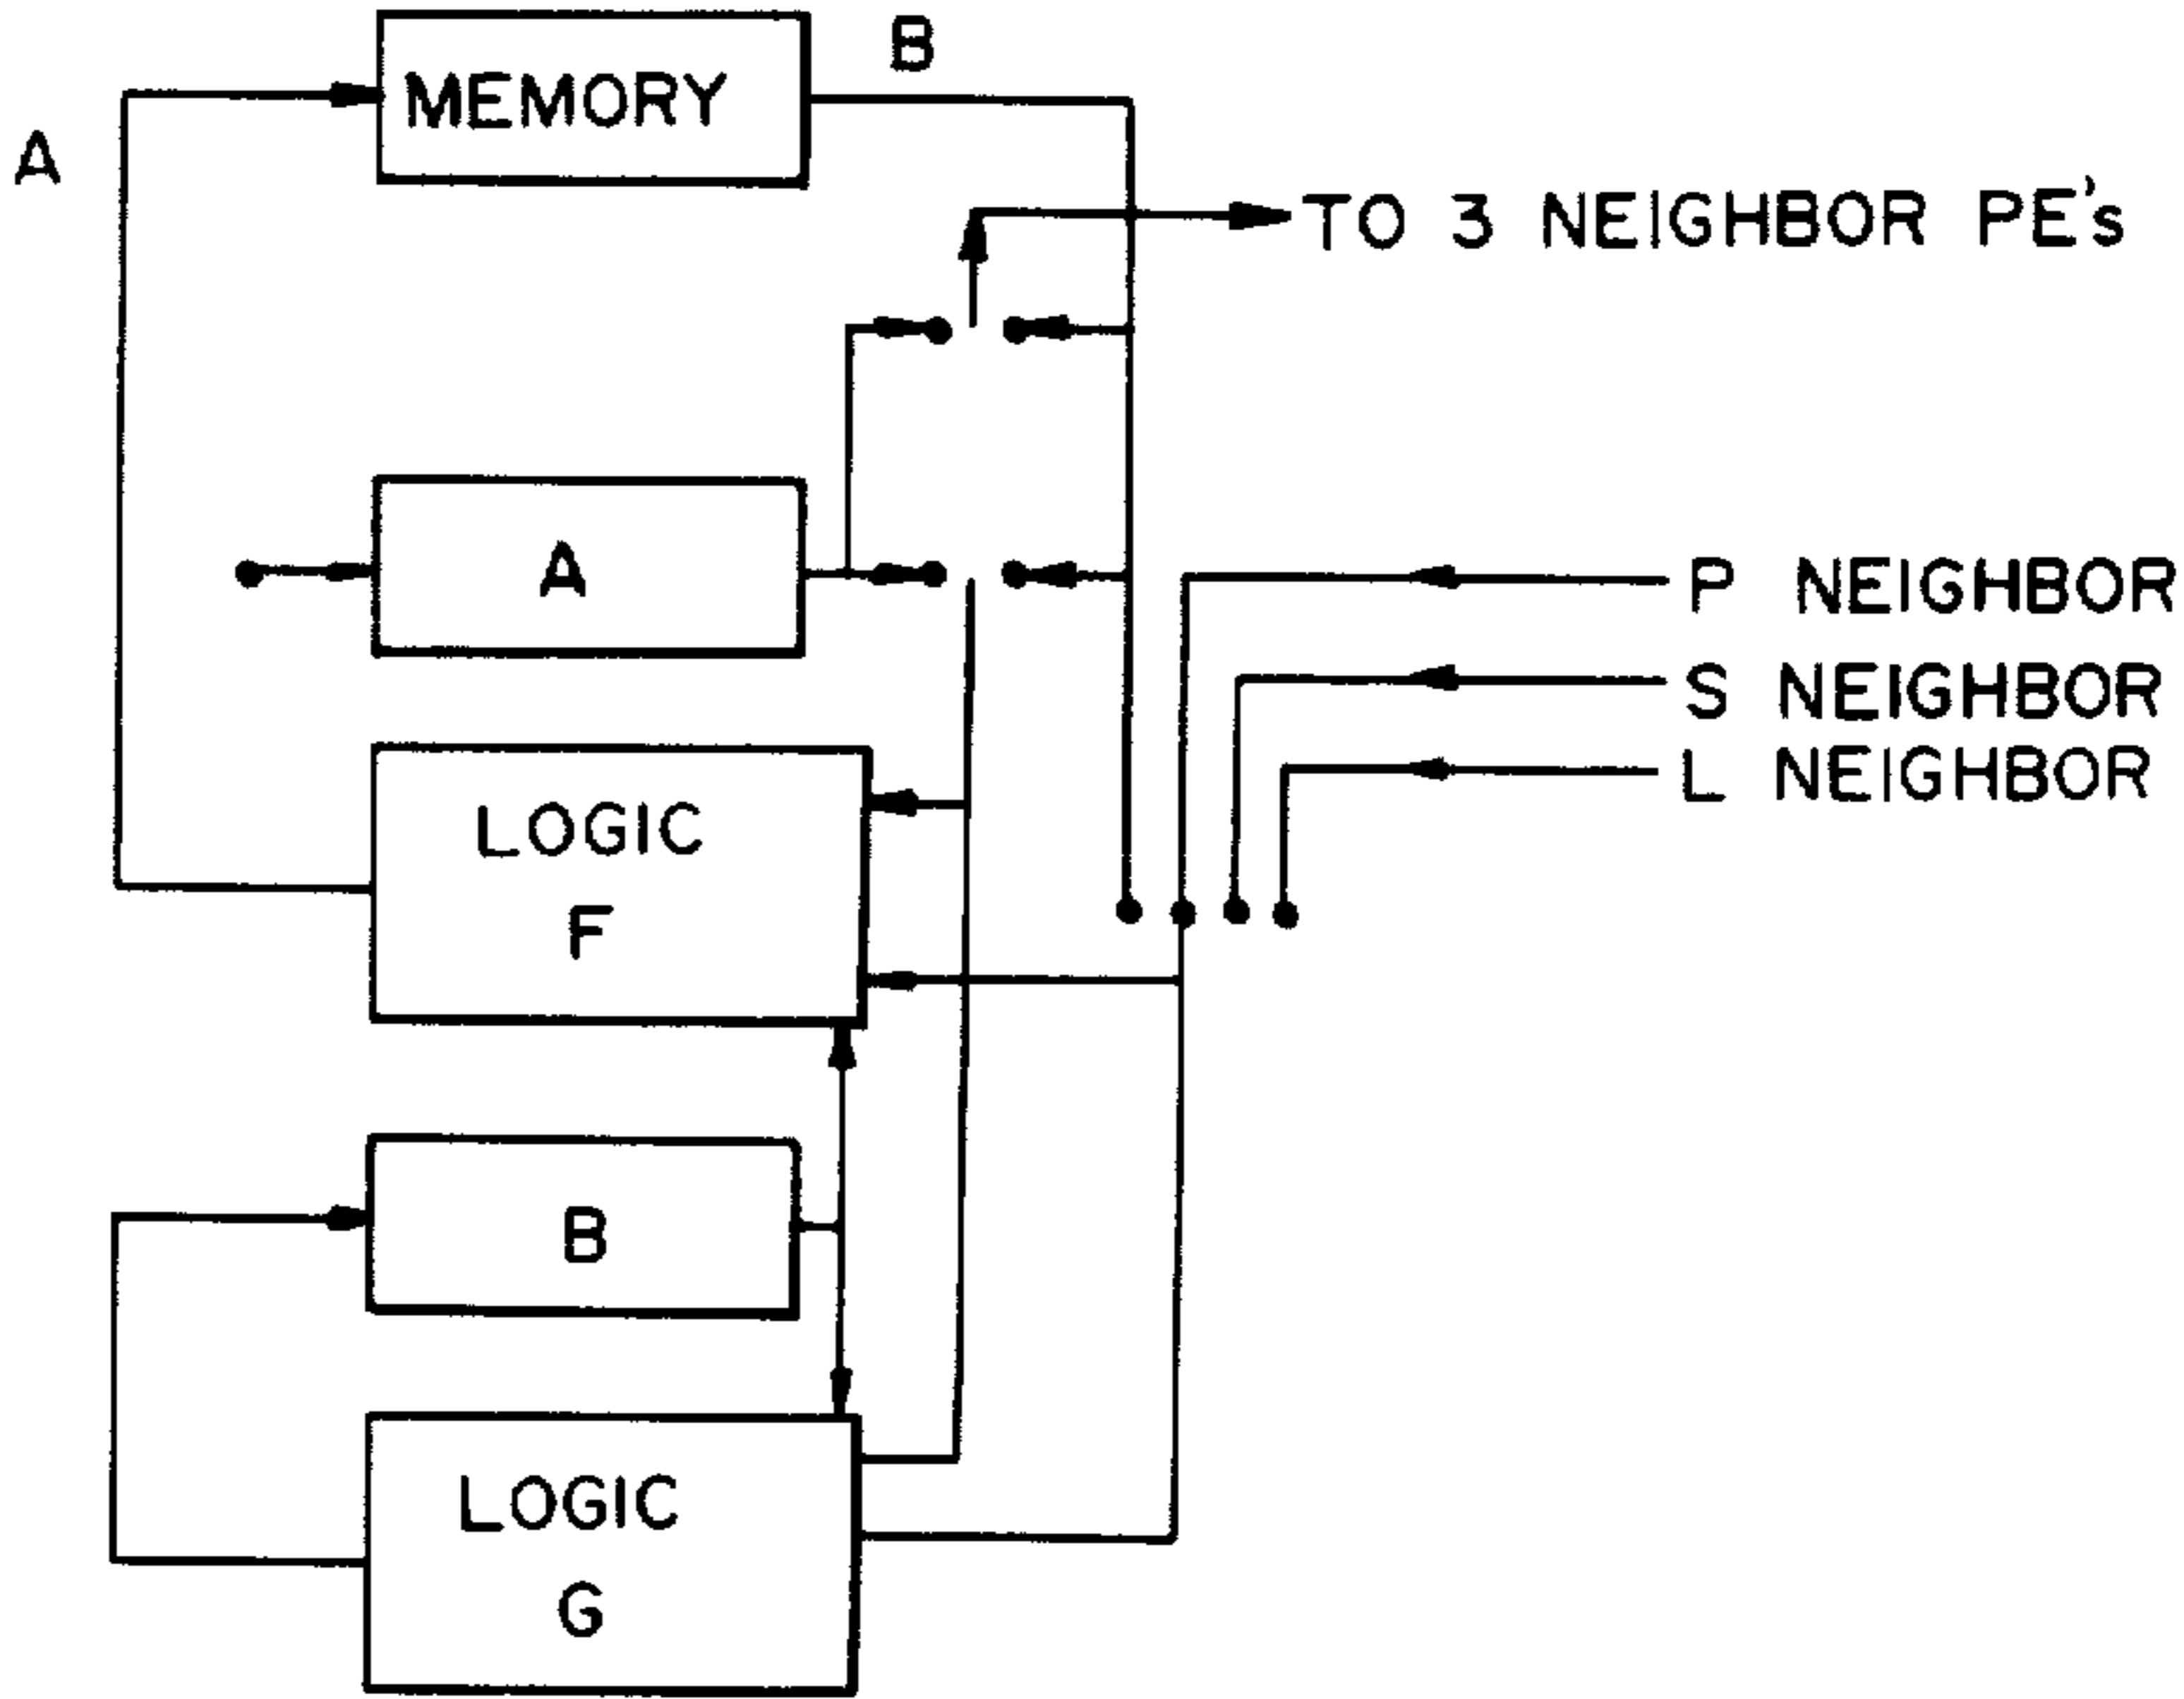 B
MEMORY
A
TO 3 NEIGHBOR PE's
A
P NEIGHBOR
S NEIGHBOR
L NEIGHBOR
LOGIC
F
B
LOGIC
G